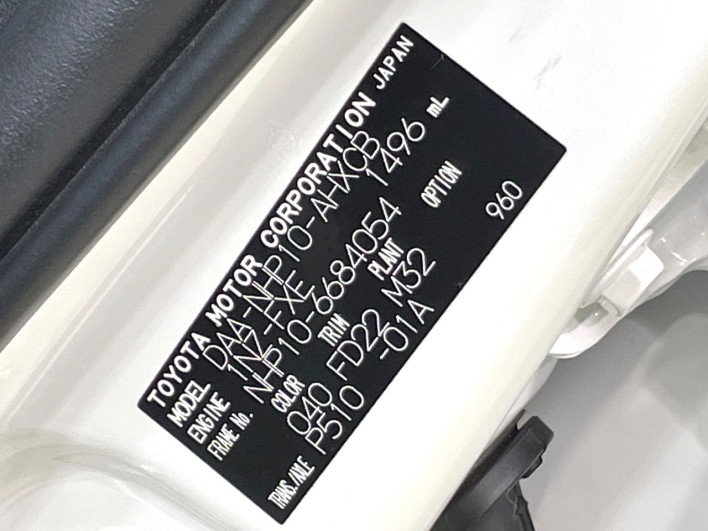 TOYOTA MOTOR CORPORATION JAPAN
MODEL DAA-NHP10-AHXCB
ENGINE 1NZ-FXE 1496 mL
FRAME No. NHP10-6684054
COLOR TRIM PLANT OPTION
040 FD22 M32 960
TRANS./AXLE P510 -01A